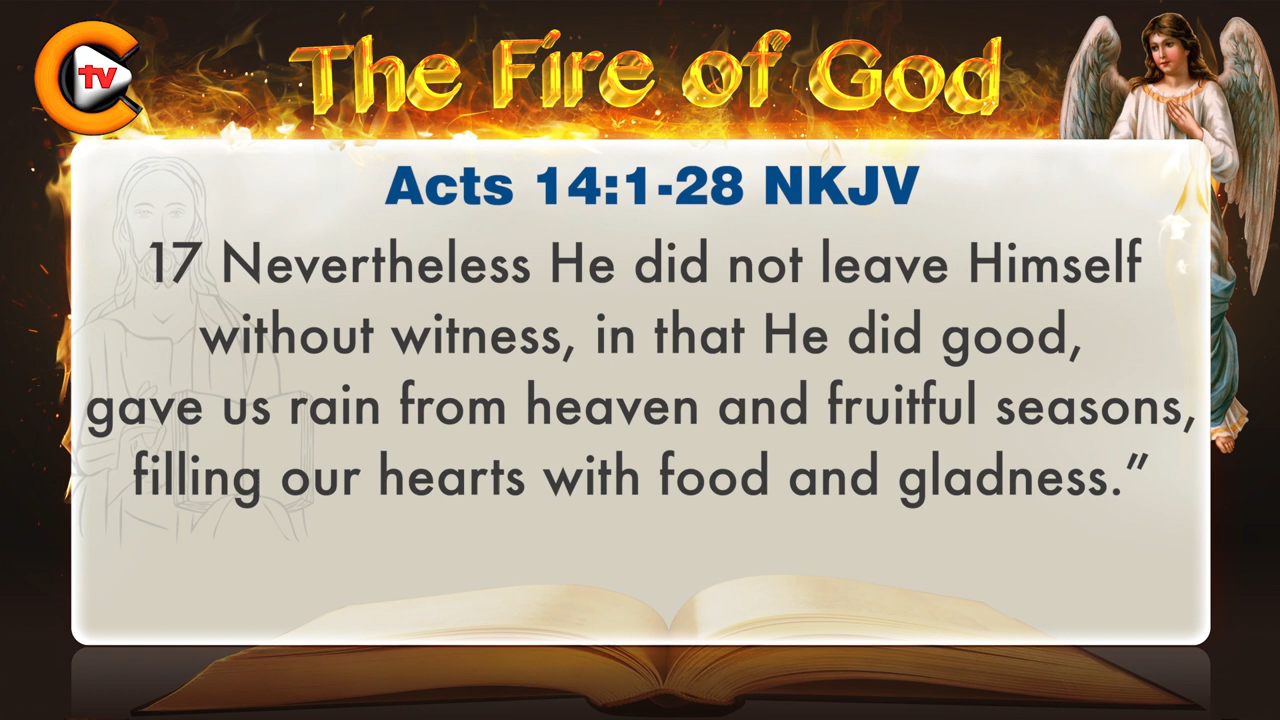 tv
The Fire of God
Acts 14:1-28 NKJV
17 Nevertheless He did not leave Himself
without witness, in that He did good,
gave us rain from heaven and fruitful seasons,
filling our hearts with food and gladness.”